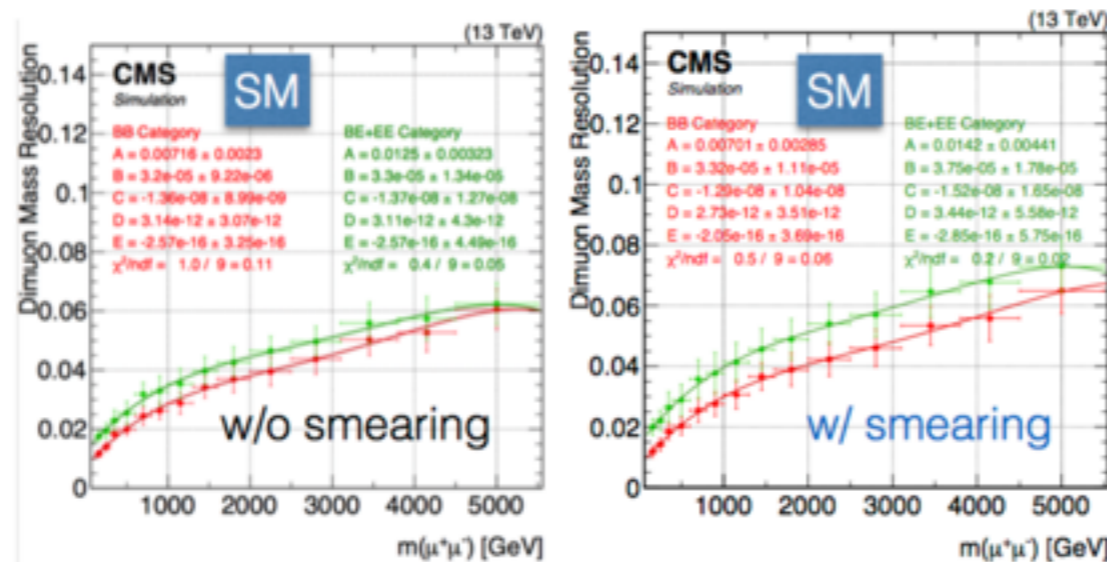 (13 TeV)
CMS
Simulation
SM
BB Category
A = 0.00716 ± 0.0023
B = 3.2e-05 ± 9.22e-06
C = -1.36e-08 ± 8.99e-09
D = 3.14e-12 ± 3.07e-12
E = -2.57e-16 ± 3.25e-16
χ²/ndf = 1.0 / 9 = 0.11
BE+EE Category
A = 0.0125 ± 0.00323
B = 3.3e-05 ± 1.34e-05
C = -1.37e-08 ± 1.27e-08
D = 3.11e-12 ± 4.3e-12
E = -2.57e-16 ± 4.49e-16
χ²/ndf = 0.4 / 9 = 0.05
Dimuon Mass Resolution
0.14
0.12
0.1
0.08
0.06
0.04
0.02
0
w/o smearing
1000 2000 3000 4000 5000
m(μ⁺μ⁻) [GeV]
(13 TeV)
CMS
Simulation
SM
BB Category
A = 0.00701 ± 0.00285
B = 3.32e-05 ± 1.11e-05
C = -1.29e-08 ± 1.04e-08
D = 2.73e-12 ± 3.51e-12
E = -2.05e-16 ± 3.69e-16
χ²/ndf = 0.5 / 9 = 0.06
BE+EE Category
A = 0.0142 ± 0.00441
B = 3.75e-05 ± 1.78e-05
C = -1.52e-08 ± 1.65e-08
D = 3.44e-12 ± 5.58e-12
E = -2.85e-16 ± 5.75e-16
χ²/ndf = 0.2 / 9 = 0.02
Dimuon Mass Resolution
0.14
0.12
0.1
0.08
0.06
0.04
0.02
0
w/ smearing
1000 2000 3000 4000 5000
m(μ⁺μ⁻) [GeV]